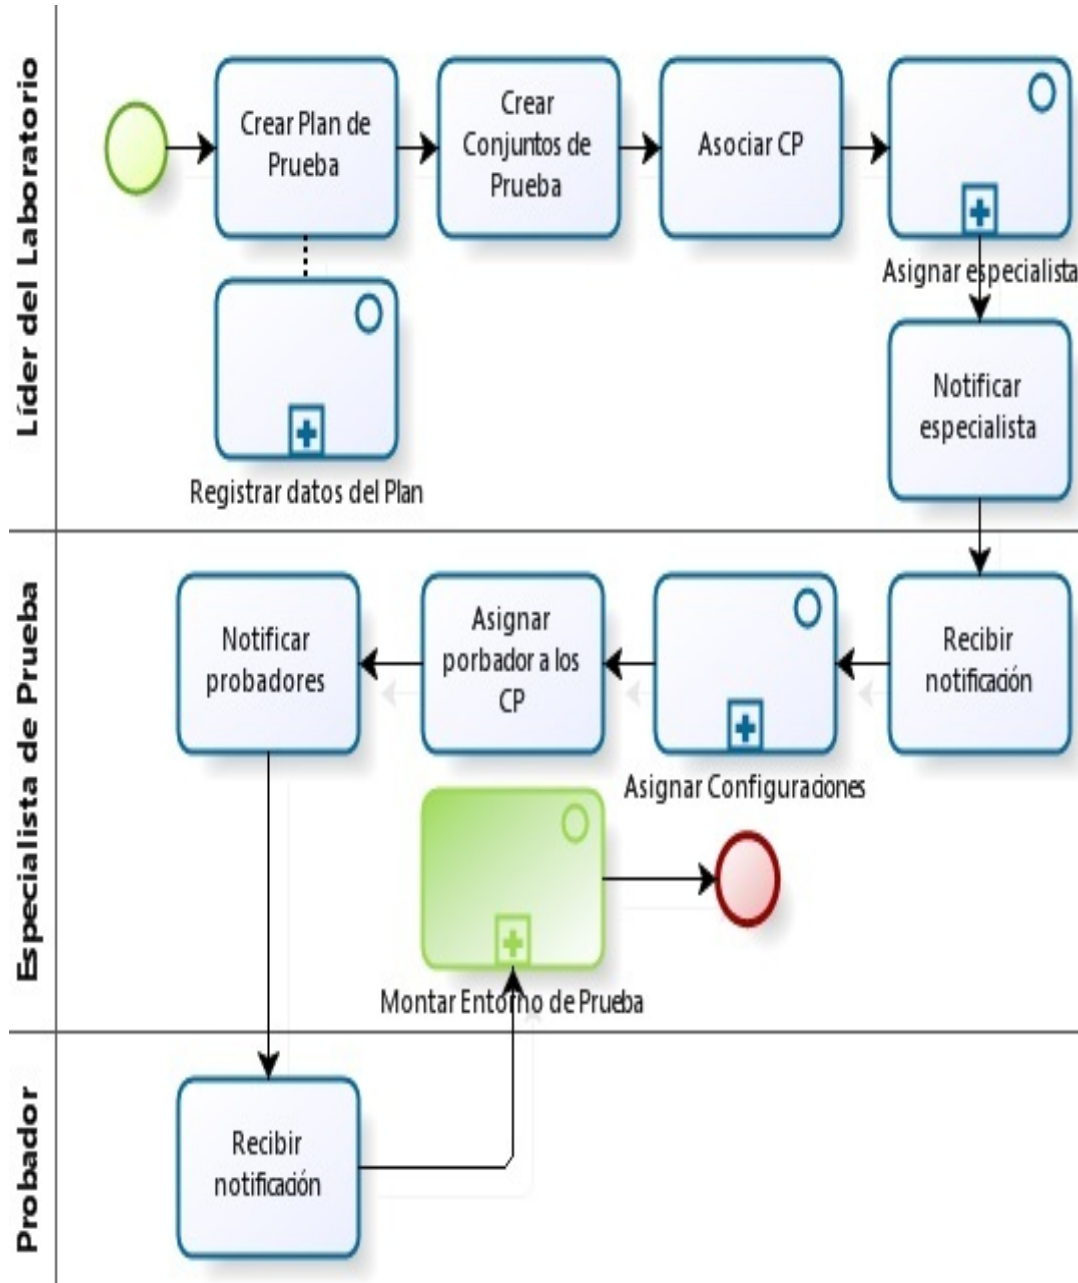 Líder del Laboratorio
Crear Plan de
Prueba
Crear
Conjuntos de
Prueba
Asociar CP
Asignar especialista
Registrar datos del Plan
Notificar
especialista
Especialista de Prueba
Notificar
probadores
Asignar
porbador a los
CP
Asignar Configuraciones
Recibir
notificación
Montar Entorno de Prueba
Probador
Recibir
notificación